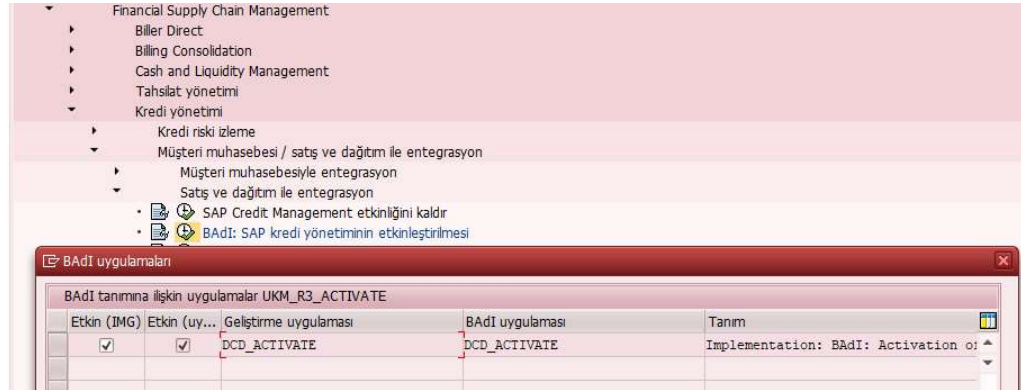 Financial Supply Chain Management
Biller Direct
Billing Consolidation
Cash and Liquidity Management
Tahsilat yönetimi
Kredi yönetimi
Kredi riski izleme
Müşteri muhasebesi / satış ve dağıtım ile entegrasyon
Müşteri muhasebesiyle entegrasyon
Satış ve dağıtım ile entegrasyon
SAP Credit Management etkinliğini kaldır
BAdI: SAP kredi yönetiminin etkinleştirilmesi
BAdI uygulamaları
BAdI tanımına ilişkin uygulamalar UKM_R3_ACTIVATE
Etkin (IMG) Etkin (uy... Geliştirme uygulaması BAdI uygulaması Tanım
DCD_ACTIVATE DCD_ACTIVATE Implementation: BAdI: Activation of